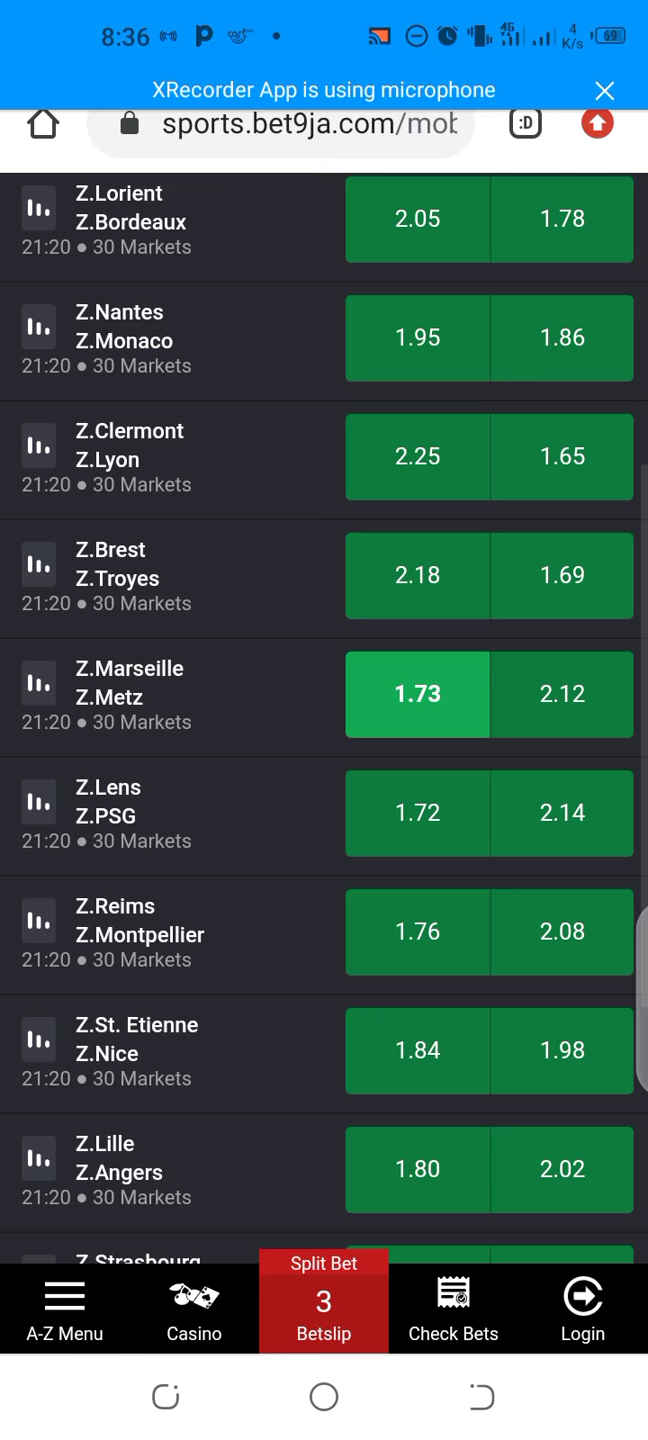 8:36
4G
4
K/s
69
XRecorder App is using microphone
sports.bet9ja.com/mob
:D
Z.Lorient
Z.Bordeaux
21:20 ● 30 Markets
2.05
1.78
Z.Nantes
Z.Monaco
21:20 ● 30 Markets
1.95
1.86
Z.Clermont
Z.Lyon
21:20 ● 30 Markets
2.25
1.65
Z.Brest
Z.Troyes
21:20 ● 30 Markets
2.18
1.69
Z.Marseille
Z.Metz
21:20 ● 30 Markets
1.73
2.12
Z.Lens
Z.PSG
21:20 ● 30 Markets
1.72
2.14
Z.Reims
Z.Montpellier
21:20 ● 30 Markets
1.76
2.08
Z.St. Etienne
Z.Nice
21:20 ● 30 Markets
1.84
1.98
Z.Lille
Z.Angers
21:20 ● 30 Markets
1.80
2.02
Z.Strasbourg
Split Bet
3
A-Z Menu
Casino
Betslip
Check Bets
Login